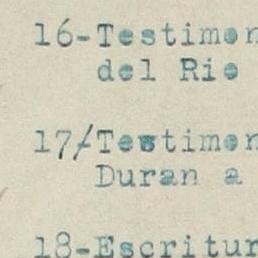 16-Testimon
del Rio
17/Testimon
Duran a
18-Escritur